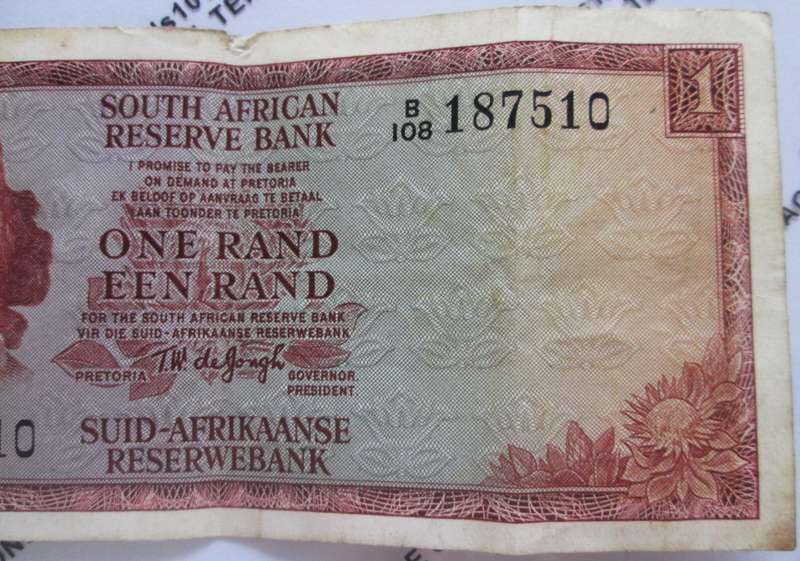 SOUTH AFRICAN
RESERVE BANK
B
108 187510
1
I PROMISE TO PAY THE BEARER
ON DEMAND AT PRETORIA
EK BELOOF OP AANVRAAG TE BETAAL
AAN TOONDER TE PRETORIA
ONE RAND
EEN RAND
FOR THE SOUTH AFRICAN RESERVE BANK
VIR DIE SUID-AFRIKAANSE RESERWEBANK
T.W. de Jongh
PRETORIA
GOVERNOR.
PRESIDENT.
10
SUID-AFRIKAANSE
RESERWEBANK